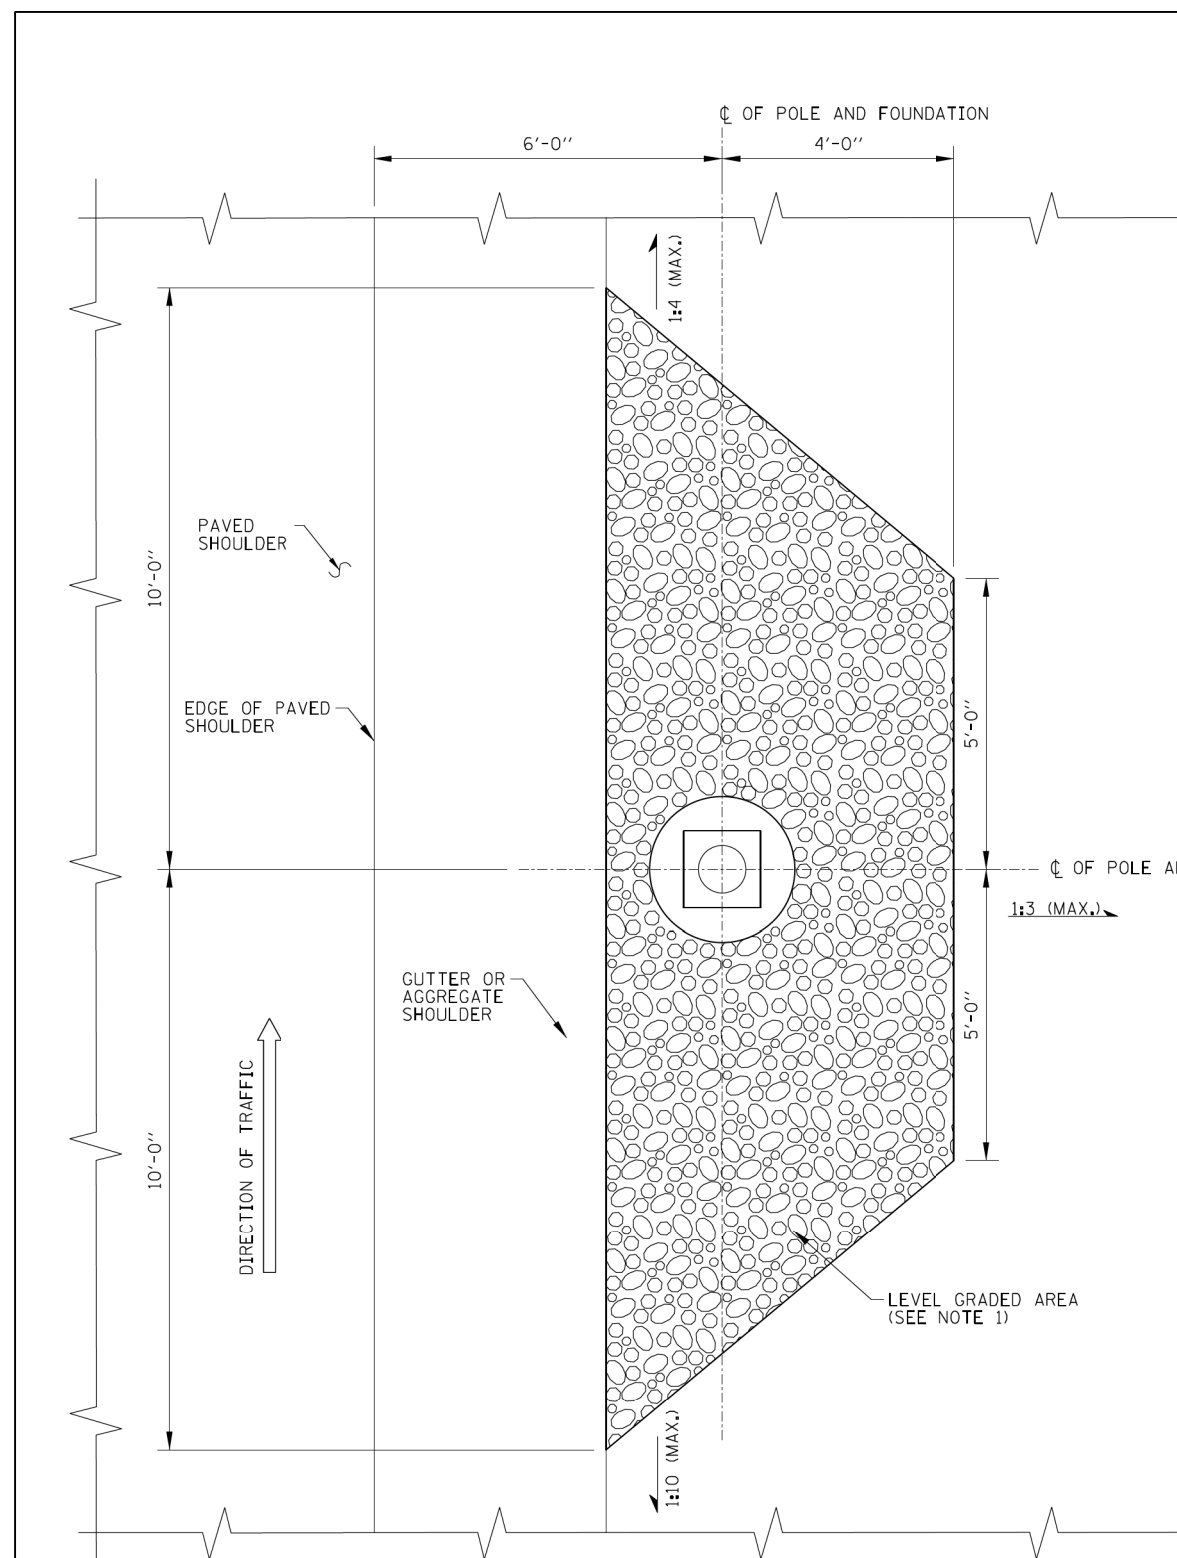 ℄ OF POLE AND FOUNDATION
6'-0''
4'-0''
1:4 (MAX.)
10'-0''
PAVED
SHOULDER
EDGE OF PAVED
SHOULDER
5'-0''
℄ OF POLE
1:3 (MAX.)
GUTTER OR
AGGREGATE
SHOULDER
5'-0''
DIRECTION OF TRAFFIC
10'-0''
LEVEL GRADED AREA
(SEE NOTE 1)
1:10 (MAX.)